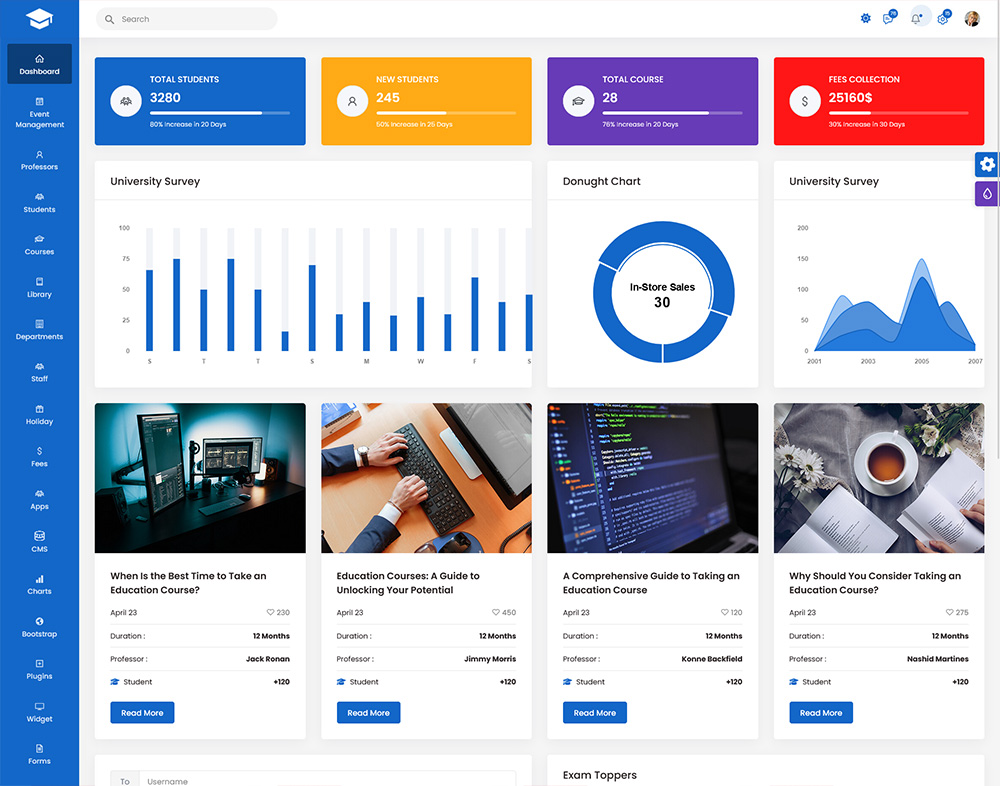 Search
76
15
Dashboard
Event
Management
Professors
Students
Courses
Library
Departments
Staff
Holiday
Fees
Apps
CMS
Charts
Bootstrap
Plugins
Widget
Forms
TOTAL STUDENTS
3280
80% Increase in 20 Days
NEW STUDENTS
245
50% Increase in 25 Days
TOTAL COURSE
28
76% Increase in 20 Days
FEES COLLECTION
25160$
30% Increase in 30 Days
University Survey
100
75
50
25
0
S T T S M W F S
Donught Chart
In-Store Sales
30
University Survey
200
150
100
50
0
2001 2003 2005 2007
When Is the Best Time to Take an
Education Course?
April 23 230
Duration : 12 Months
Professor : Jack Ronan
Student +120
Read More
Education Courses: A Guide to
Unlocking Your Potential
April 23 450
Duration : 12 Months
Professor : Jimmy Morris
Student +120
Read More
A Comprehensive Guide to Taking an
Education Course
April 23 120
Duration : 12 Months
Professor : Konne Backfield
Student +120
Read More
Why Should You Consider Taking an
Education Course?
April 23 275
Duration : 12 Months
Professor : Nashid Martines
Student +120
Read More
To Username
Exam Toppers